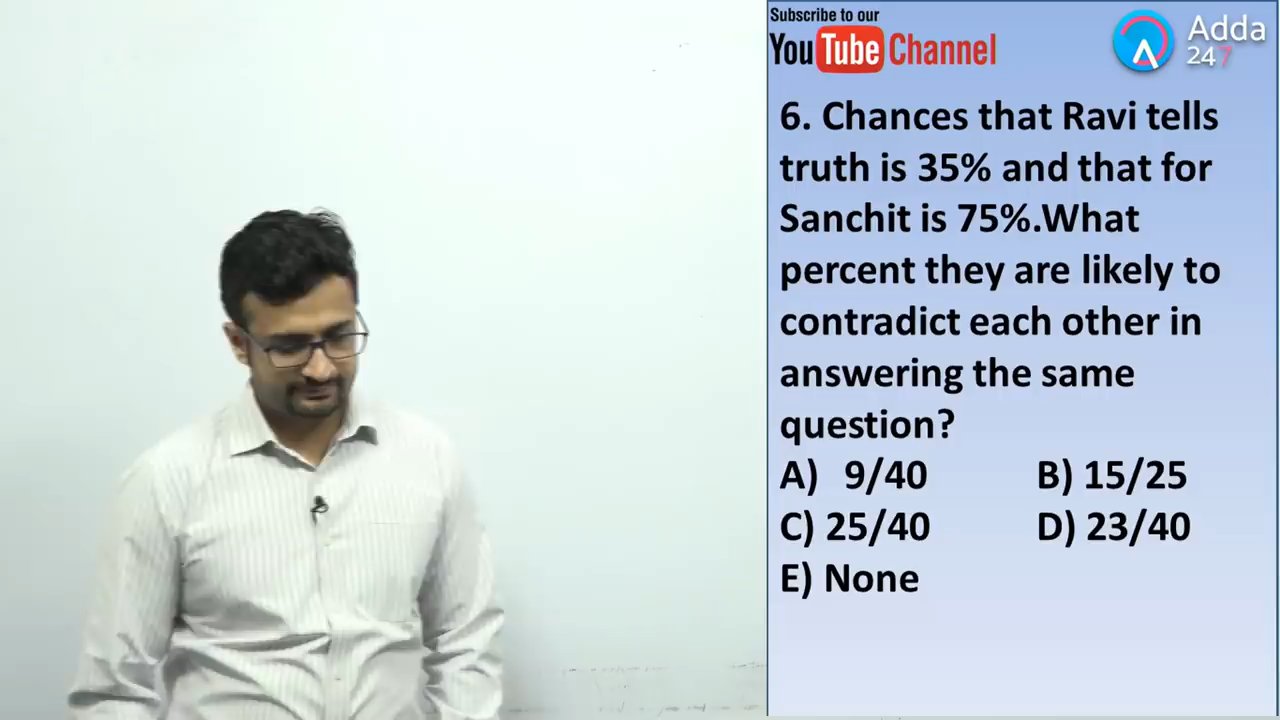 Subscribe to our
YouTube Channel
Adda
247
6. Chances that Ravi tells
truth is 35% and that for
Sanchit is 75%.What
percent they are likely to
contradict each other in
answering the same
question?
A) 9/40 B) 15/25
C) 25/40 D) 23/40
E) None